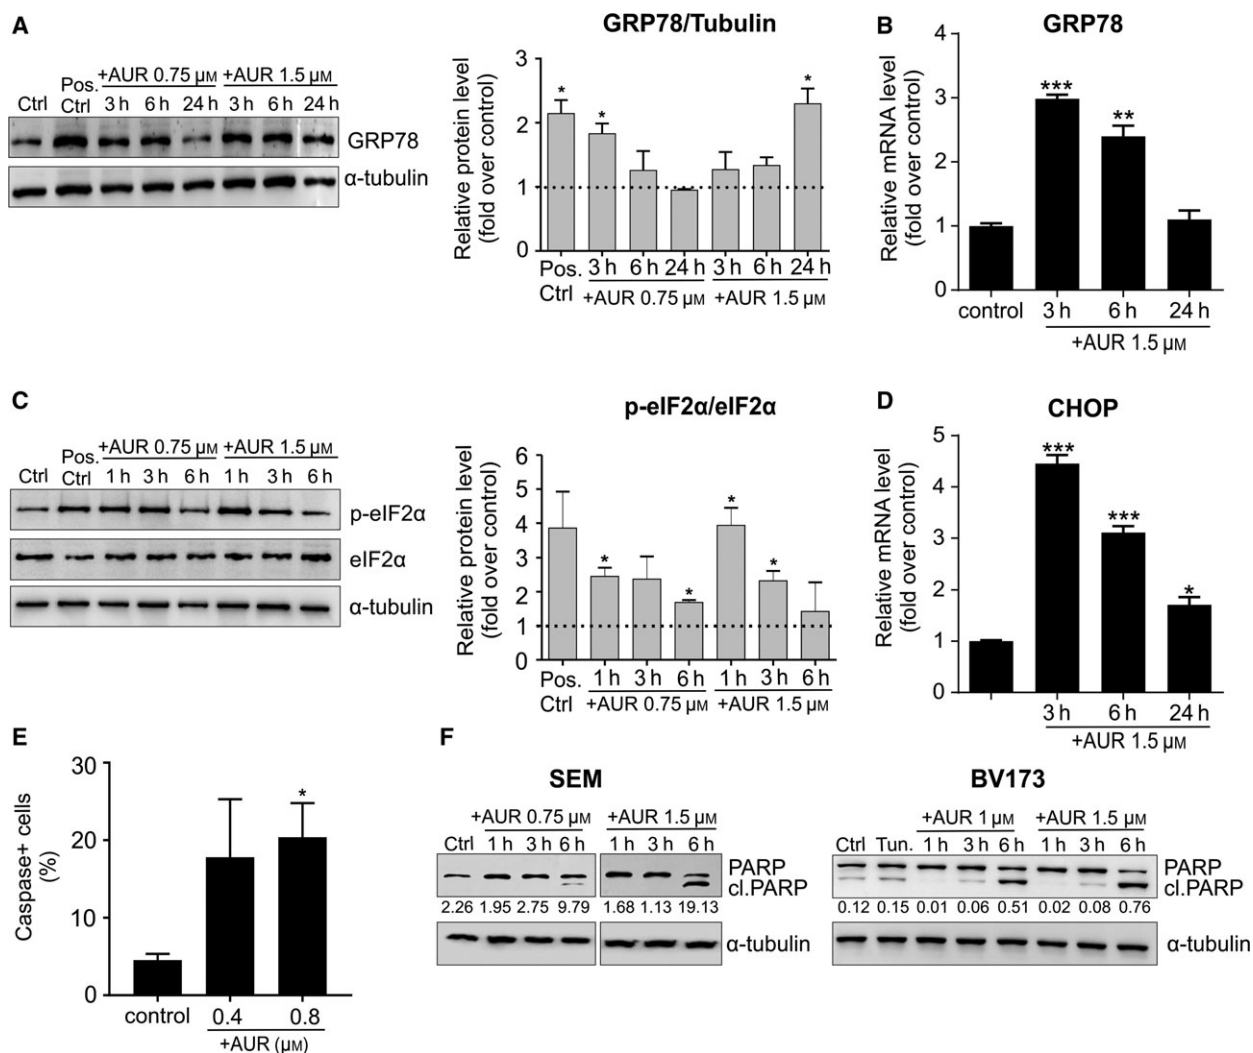 A
+AUR 0.75 µM +AUR 1.5 µM
Ctrl Pos. Ctrl 3 h 6 h 24 h 3 h 6 h 24 h
GRP78
α-tubulin
GRP78/Tubulin
Relative protein level
(fold over control)
3
2
1
0
*
*
*
Pos. Ctrl 3 h 6 h 24 h 3 h 6 h 24 h
+AUR 0.75 µM +AUR 1.5 µM
B
GRP78
Relative mRNA level
(fold over control)
4
3
2
1
0
***
**
control 3 h 6 h 24 h
+AUR 1.5 µM
C
+AUR 0.75 µM +AUR 1.5 µM
Ctrl Pos. Ctrl 1 h 3 h 6 h 1 h 3 h 6 h
p-eIF2α
eIF2α
α-tubulin
p-eIF2α/eIF2α
Relative protein level
(fold over control)
6
5
4
3
2
1
0
*
*
*
*
Pos. Ctrl 1 h 3 h 6 h 1 h 3 h 6 h
+AUR 0.75 µM +AUR 1.5 µM
D
CHOP
Relative mRNA level
(fold over control)
5
4
3
2
1
0
***
***
*
3 h 6 h 24 h
+AUR 1.5 µM
E
Caspase+ cells
(%)
30
20
10
0
*
control 0.4 0.8
+AUR (µM)
F
SEM
+AUR 0.75 µM +AUR 1.5 µM
Ctrl 1 h 3 h 6 h 1 h 3 h 6 h
PARP
cl.PARP
2.26 1.95 2.75 9.79 1.68 1.13 19.13
α-tubulin
BV173
+AUR 1 µM +AUR 1.5 µM
Ctrl Tun. 1 h 3 h 6 h 1 h 3 h 6 h
PARP
cl.PARP
0.12 0.15 0.01 0.06 0.51 0.02 0.08 0.76
α-tubulin